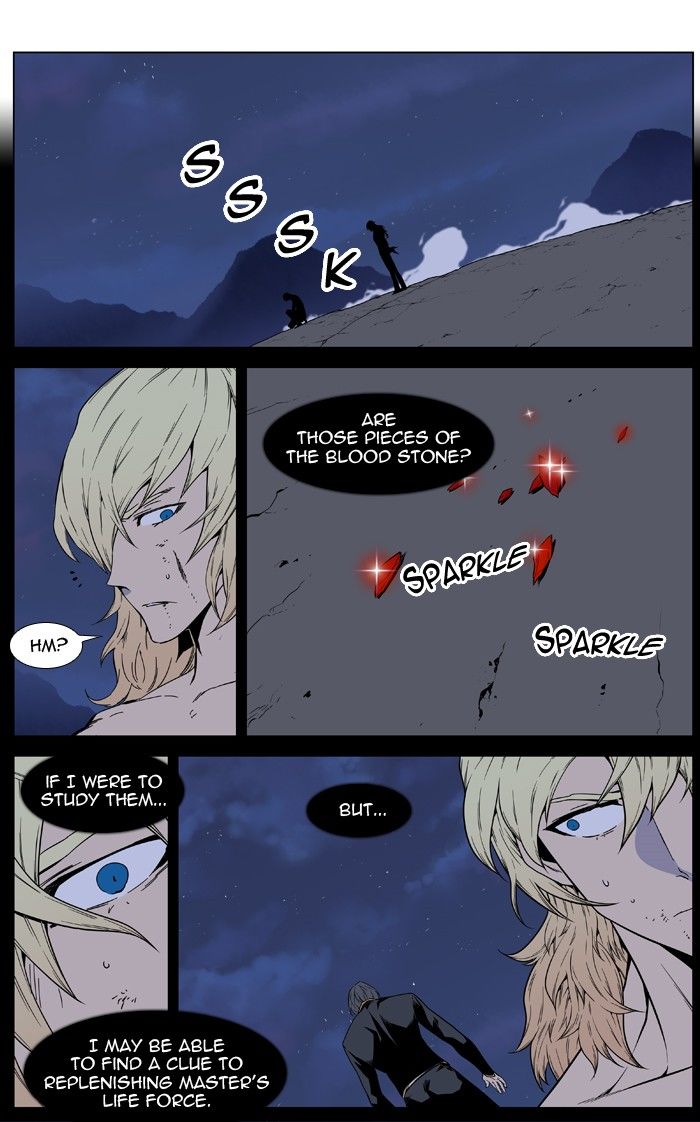 SSSK
HM?
ARE
THOSE PIECES OF
THE BLOOD STONE?
SPARKLE
SPARKLE
IF I WERE TO
STUDY THEM...
I MAY BE ABLE
TO FIND A CLUE TO
REPLENISHING MASTER'S
LIFE FORCE.
BUT...